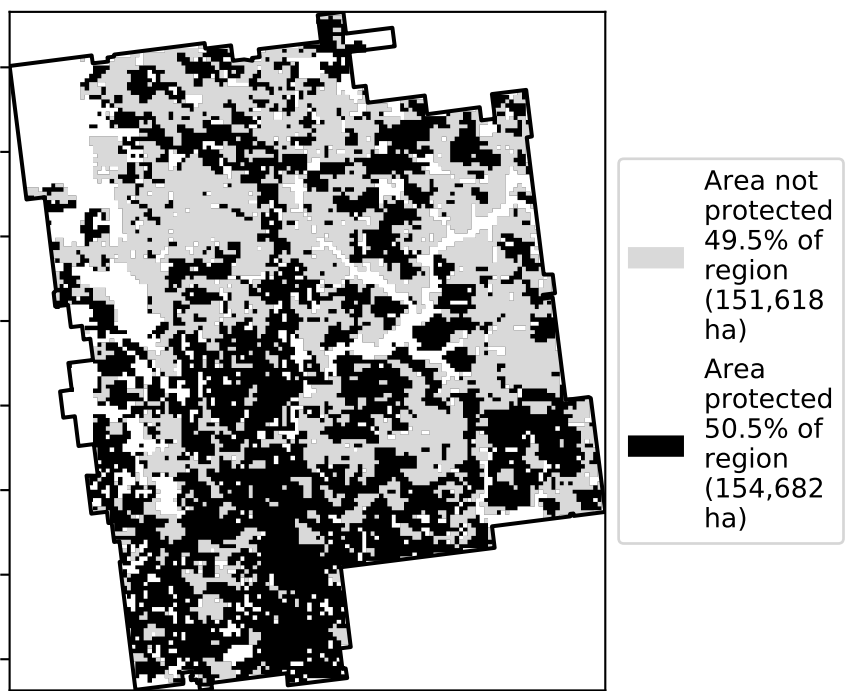 Area not
protected
49.5% of
region
(151,618
ha)
Area
protected
50.5% of
region
(154,682
ha)